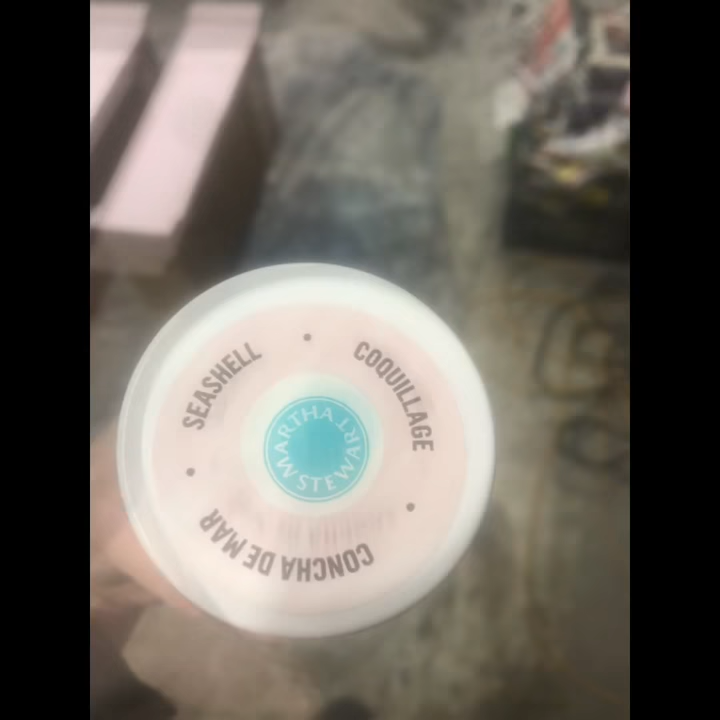 SEASHELL
COQUILLAGE
CONCHA DE MAR
MARTHA
STEWART